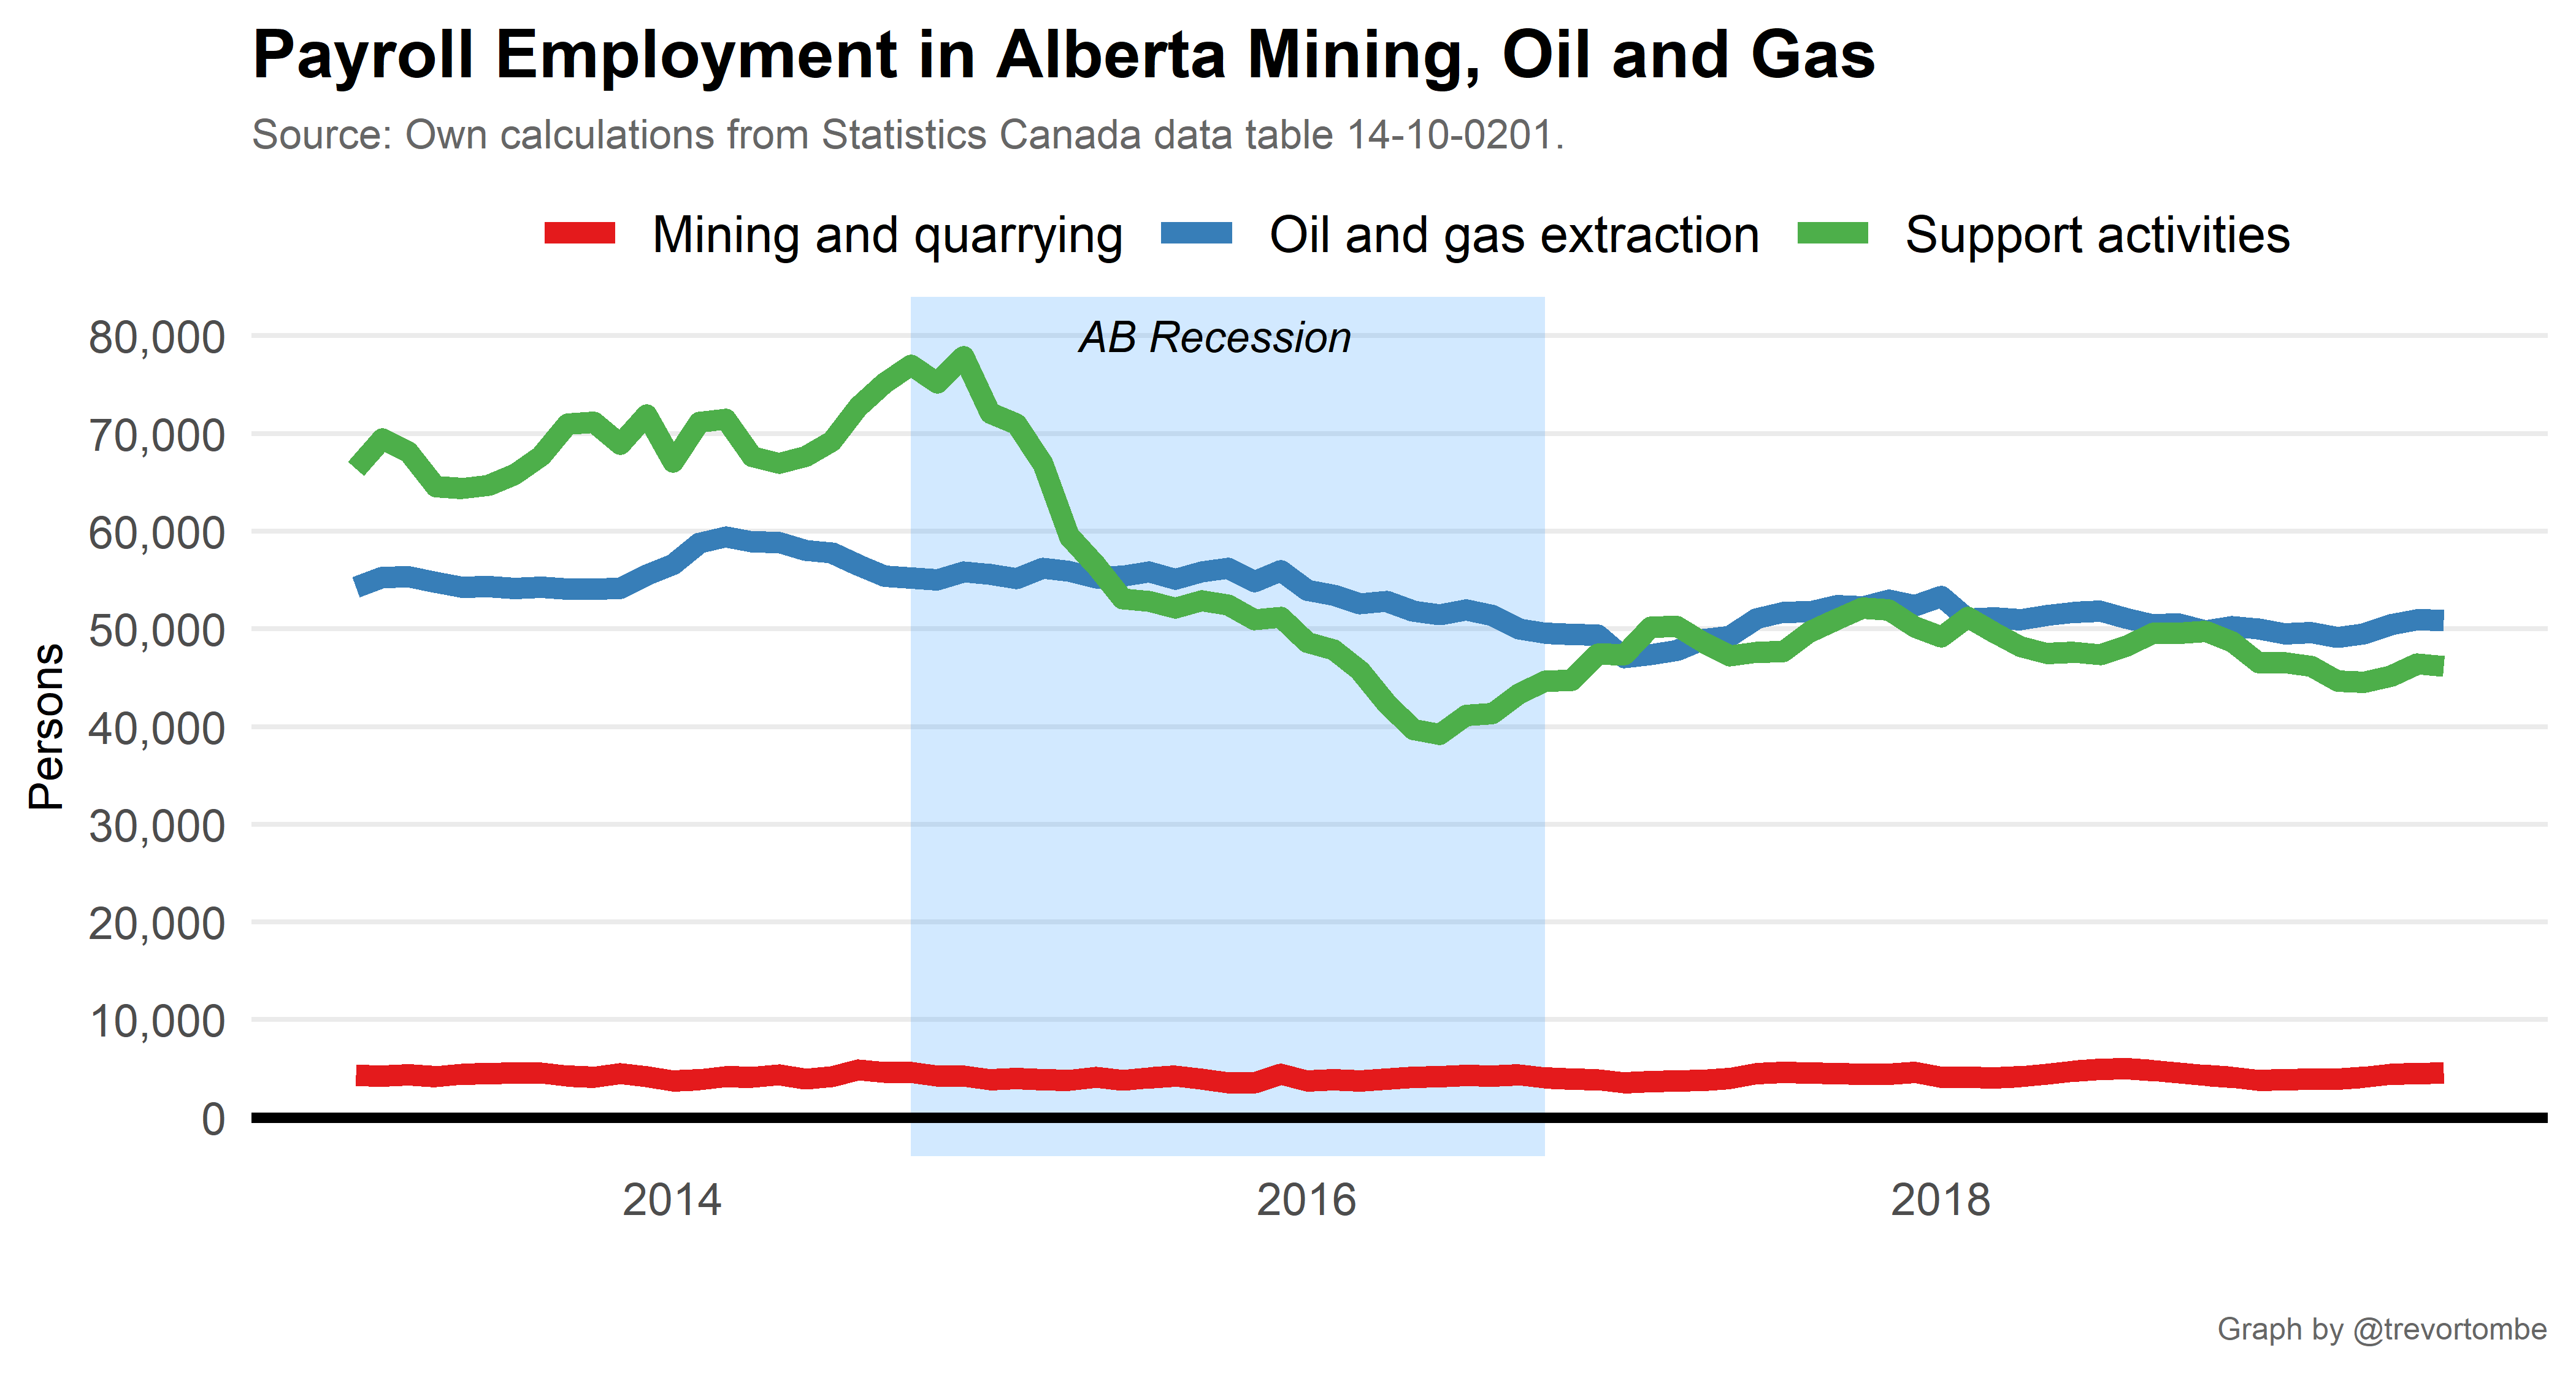 Payroll Employment in Alberta Mining, Oil and Gas
Source: Own calculations from Statistics Canada data table 14-10-0201.
Mining and quarrying Oil and gas extraction Support activities
AB Recession
80,000
70,000
60,000
50,000
40,000
30,000
20,000
10,000
0
Persons
2014 2016 2018
Graph by @trevortombe